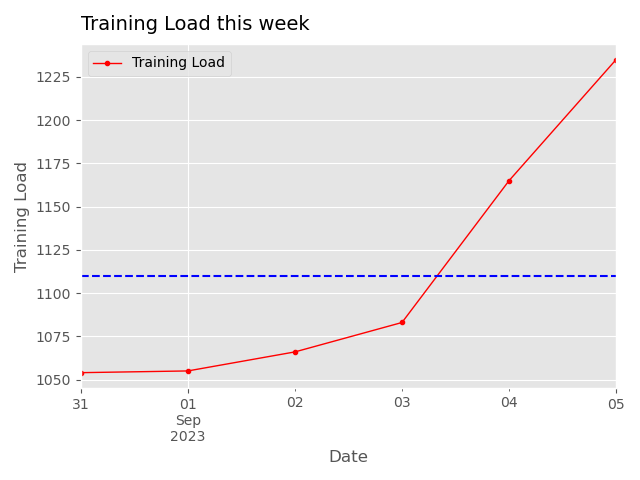 Training Load this week
Training Load
1225
1200
1175
1150
1125
1100
1075
1050
Training Load
31 01 02 03 04 05
Sep
2023
Date